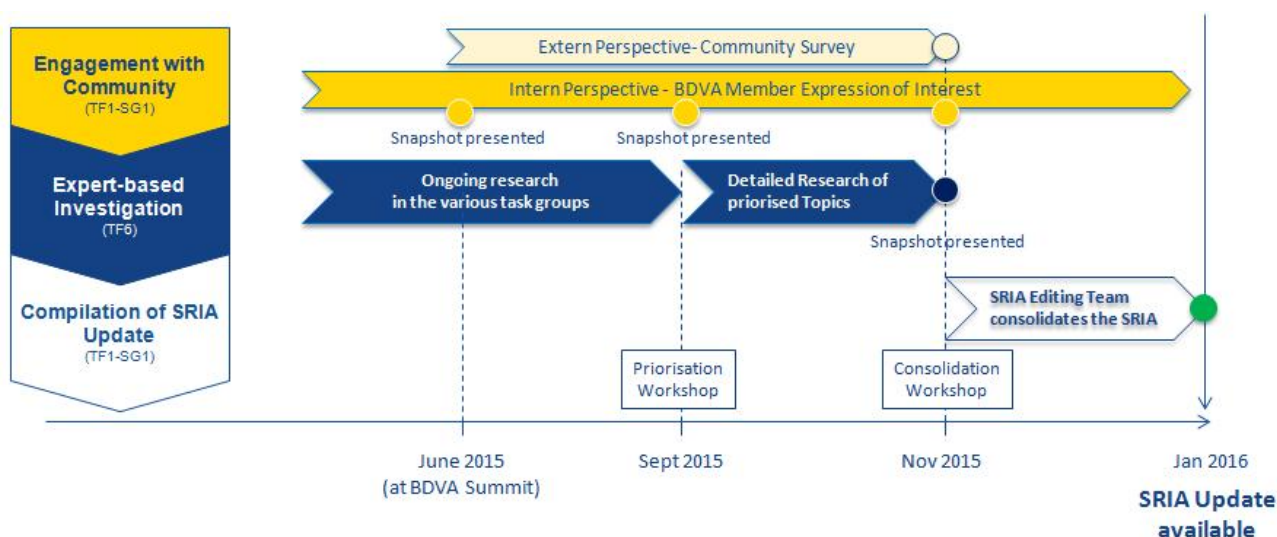 Engagement with
Community
(TF1-SG1)
Expert-based
Investigation
(TF6)
Compilation of SRIA
Update
(TF1-SG1)
Extern Perspective- Community Survey
Intern Perspective - BDVA Member Expression of Interest
Snapshot presented
Snapshot presented
Ongoing research
in the various task groups
Detailed Research of
priorised Topics
Snapshot presented
SRIA Editing Team
consolidates the SRIA
Priorisation
Workshop
Consolidation
Workshop
June 2015
(at BDVA Summit)
Sept 2015
Nov 2015
Jan 2016
SRIA Update
available